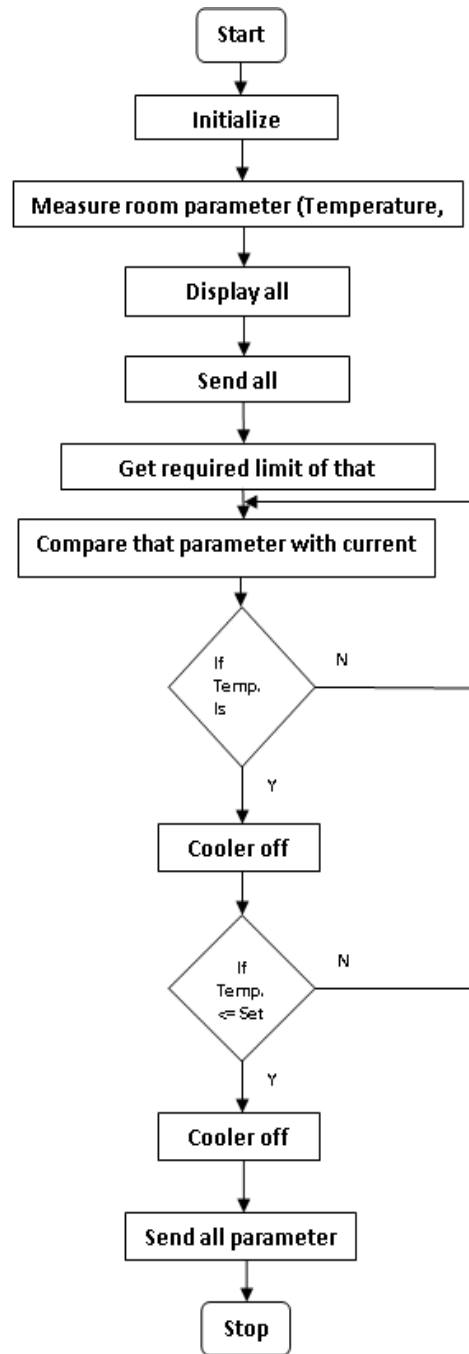 Start
Initialize
Measure room parameter (Temperature,
Display all
Send all
Get required limit of that
Compare that parameter with current
If
Temp.
Is
N
Y
Cooler off
If
Temp.
<= Set
N
Y
Cooler off
Send all parameter
Stop